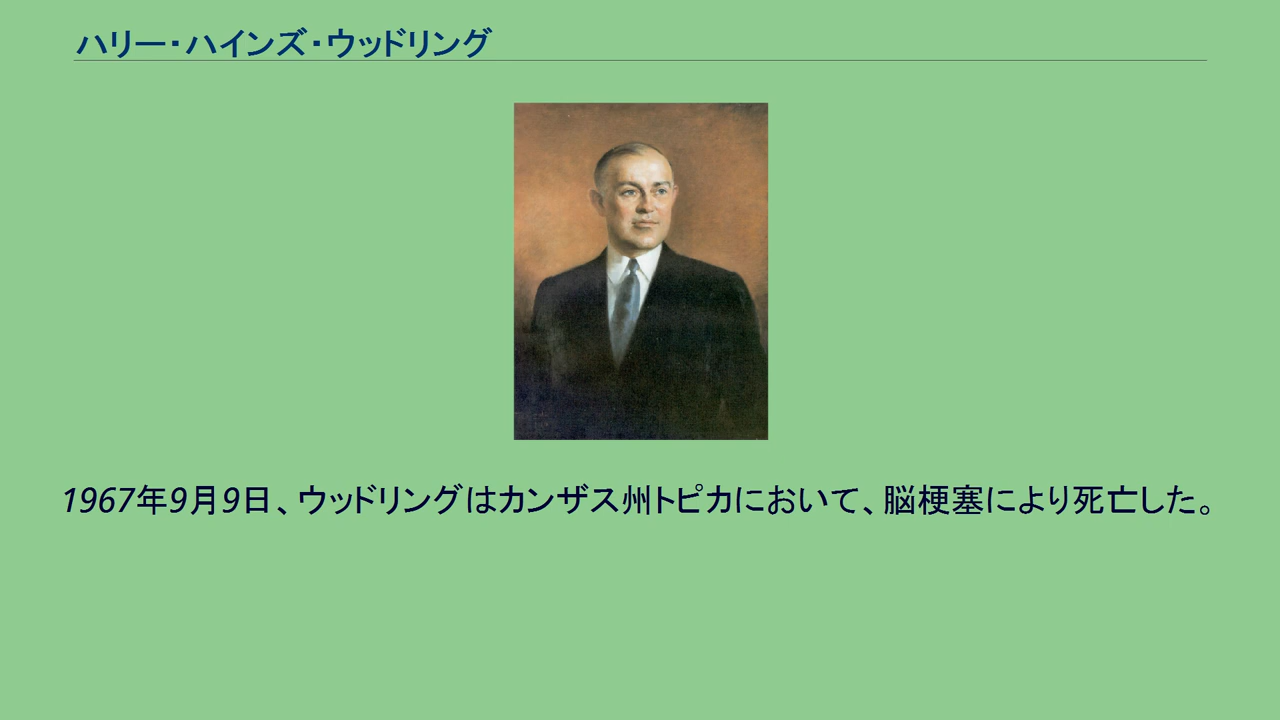 ハリー・ハインズ・ウッドリング
1967年9月9日、ウッドリングはカンザス州トピカにおいて、脳梗塞により死亡した。